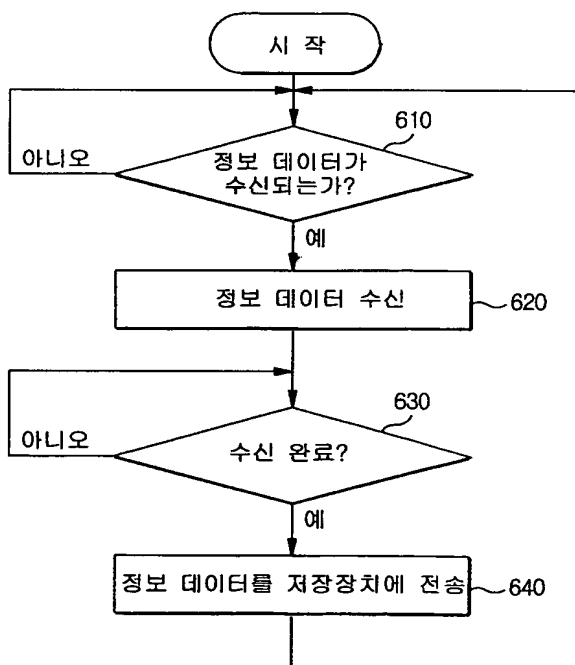 시 작
610
아니오
정보 데이터가
수신되는가?
예
정보 데이터 수신
620
630
아니오
수신 완료?
예
정보 데이터를 저장장치에 전송
640